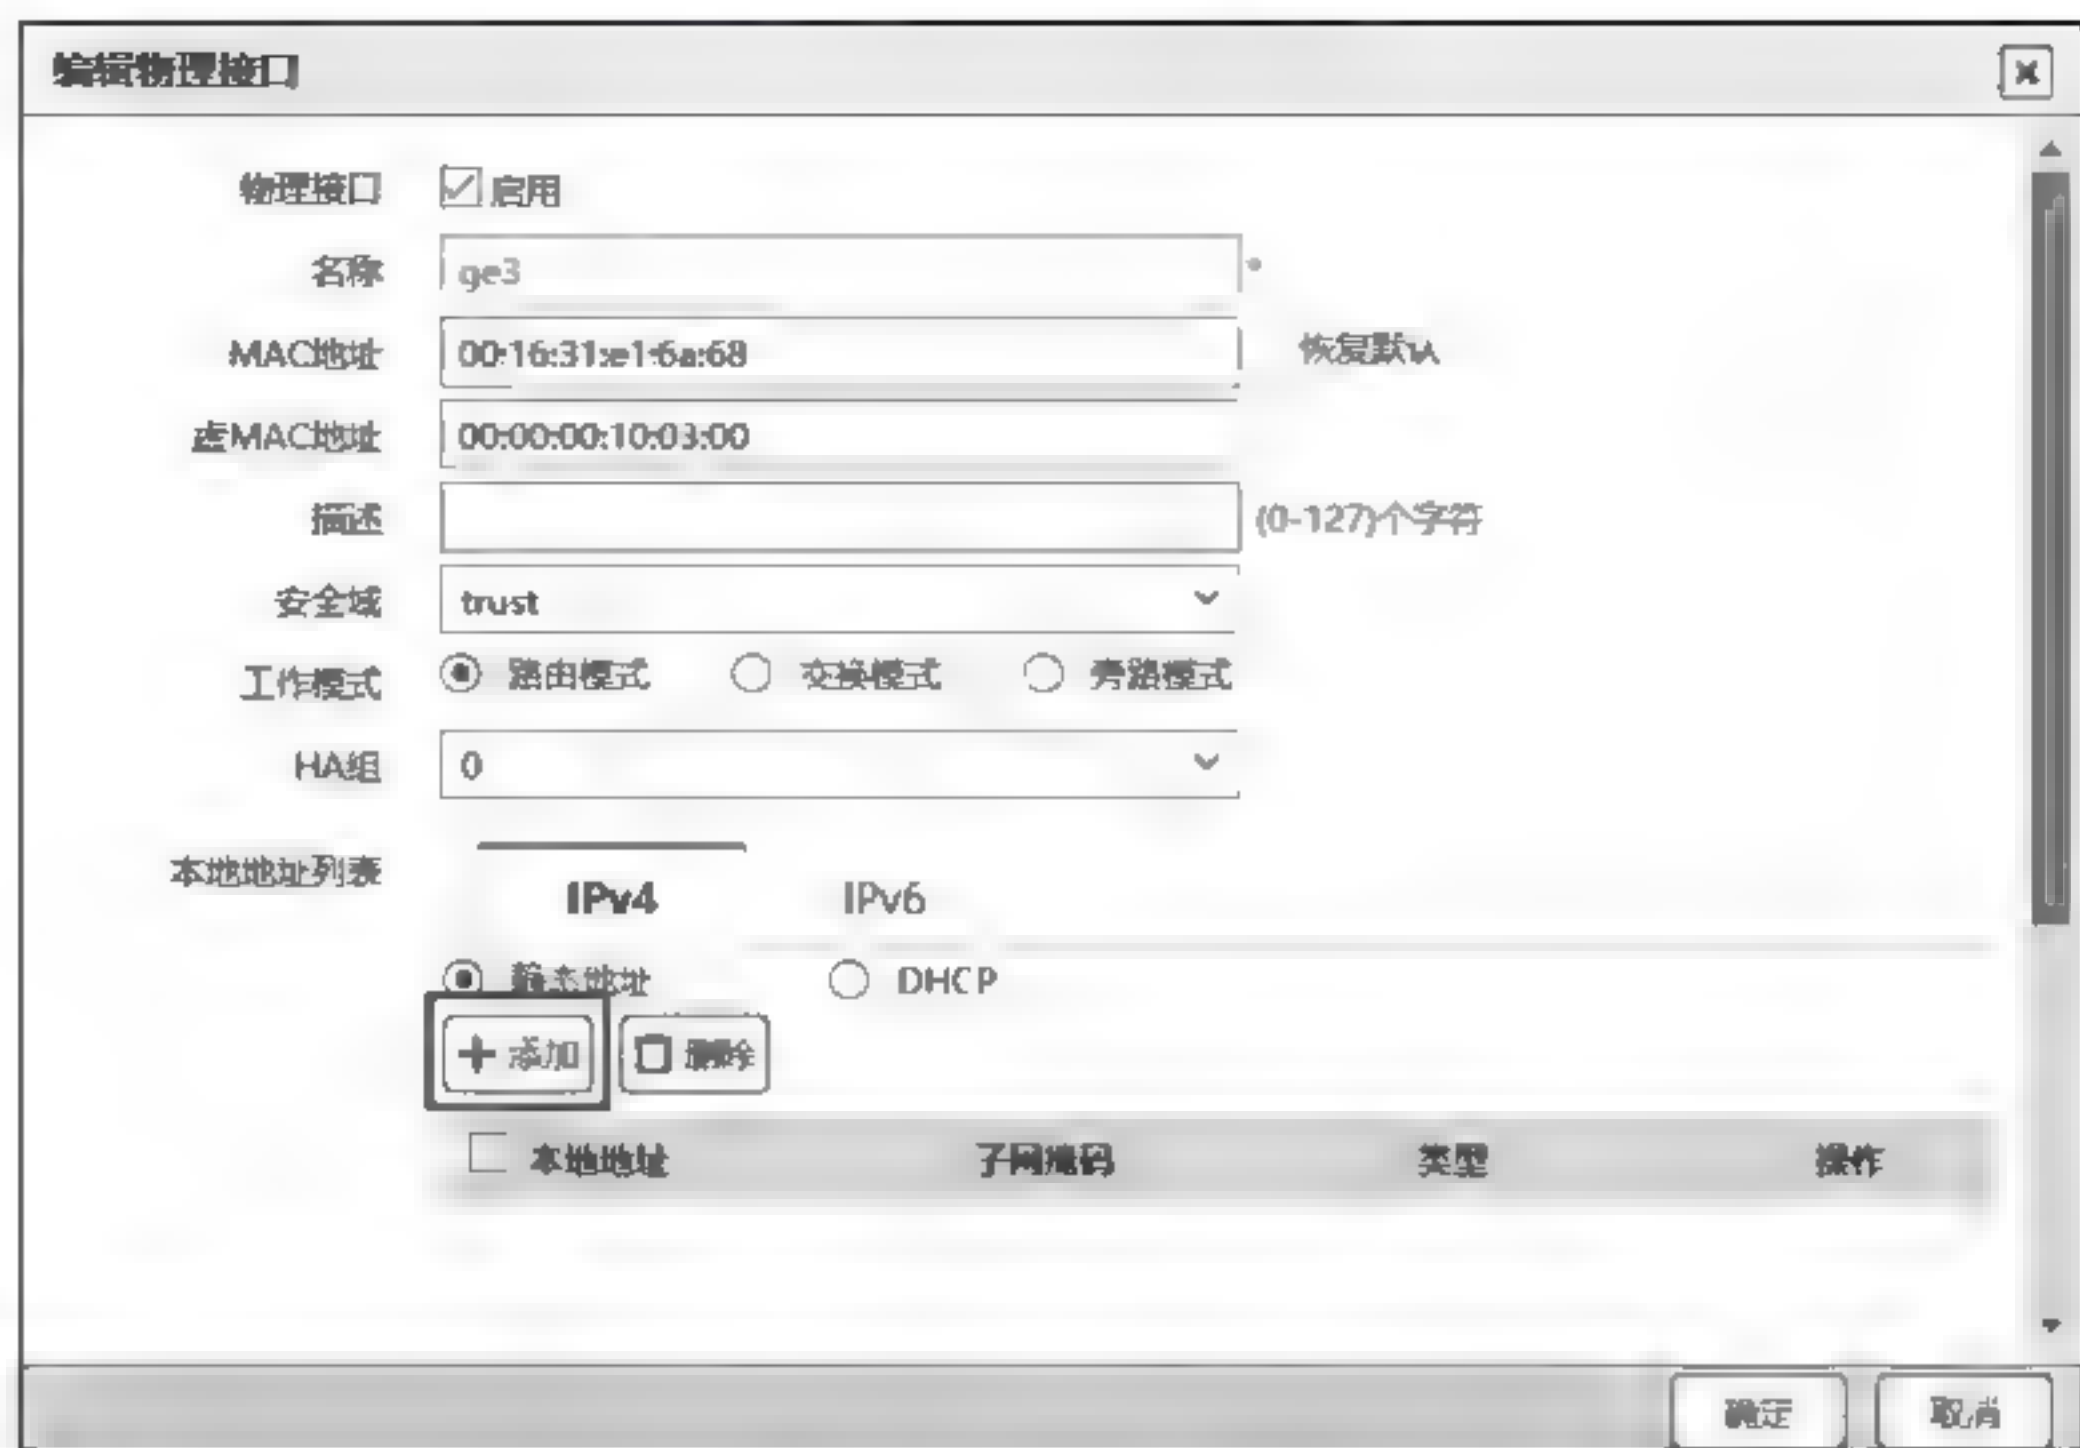 编辑物理接口
物理接口 启用
名称 ge3 *
MAC地址 00:16:31:e1:6a:68 恢复默认
虚MAC地址 00:00:00:10:03:00
描述 (0-127)个字符
安全域 trust
工作模式 路由模式 交换模式 旁路模式
HA组 0
本地地址列表
IPv4 IPv6
静态地址 DHCP
添加 删除
本地地址 子网掩码 类型 操作
确定 取消